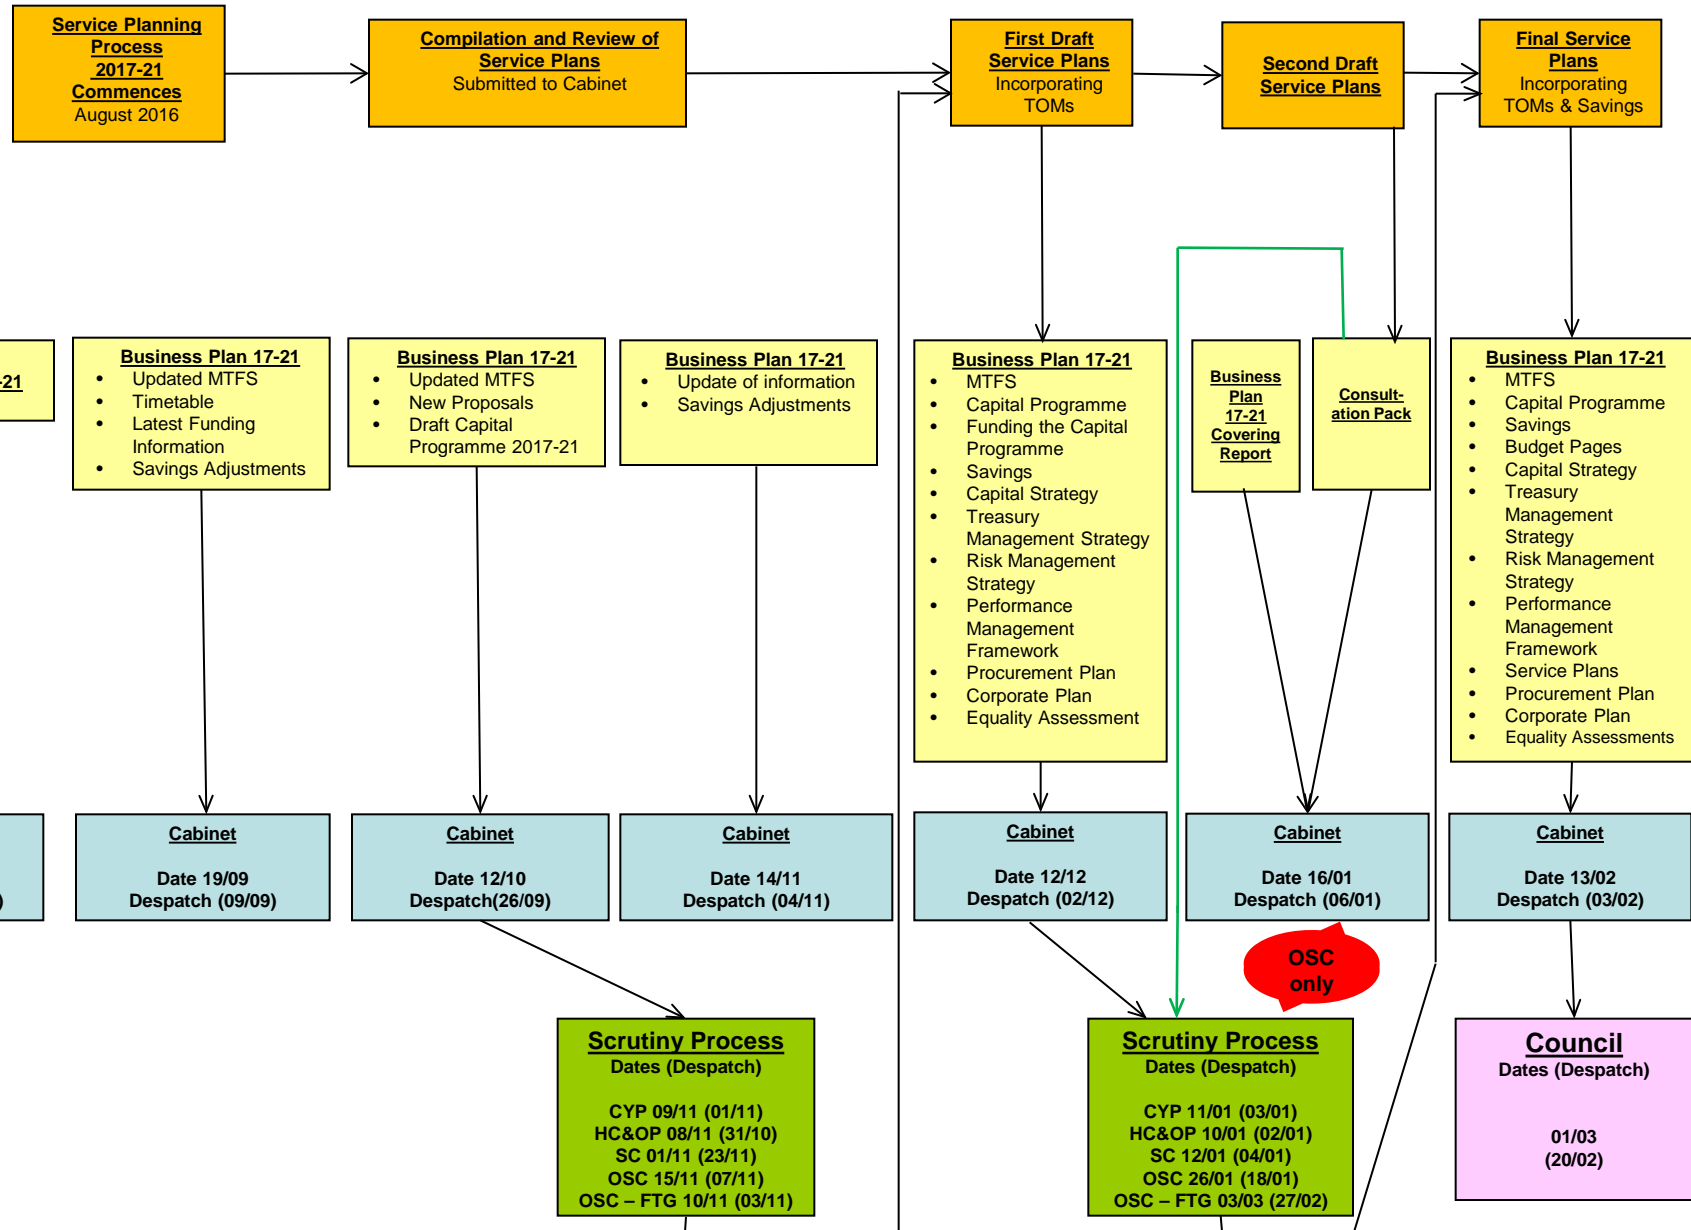 Service Planning
Process
2017-21
Commences
August 2016
Compilation and Review of
Service Plans
Submitted to Cabinet
First Draft
Service Plans
Incorporating
TOMs
Second Draft
Service Plans
Final Service
Plans
Incorporating
TOMs & Savings
-21
Business Plan 17-21
• Updated MTFS
• Timetable
• Latest Funding
Information
• Savings Adjustments
Business Plan 17-21
• Updated MTFS
• New Proposals
• Draft Capital
Programme 2017-21
Business Plan 17-21
• Update of information
• Savings Adjustments
Business Plan 17-21
• MTFS
• Capital Programme
• Funding the Capital
Programme
• Savings
• Capital Strategy
• Treasury
Management Strategy
• Risk Management
Strategy
• Performance
Management
Framework
• Procurement Plan
• Corporate Plan
• Equality Assessment
Business
Plan
17-21
Covering
Report
Consult-
ation Pack
Business Plan 17-21
• MTFS
• Capital Programme
• Savings
• Budget Pages
• Capital Strategy
• Treasury
Management
Strategy
• Risk Management
Strategy
• Performance
Management
Framework
• Service Plans
• Procurement Plan
• Corporate Plan
• Equality Assessments
)
Cabinet
Date 19/09
Despatch (09/09)
Cabinet
Date 12/10
Despatch(26/09)
Cabinet
Date 14/11
Despatch (04/11)
Cabinet
Date 12/12
Despatch (02/12)
Cabinet
Date 16/01
Despatch (06/01)
Cabinet
Date 13/02
Despatch (03/02)
OSC
only
Scrutiny Process
Dates (Despatch)
CYP 09/11 (01/11)
HC&OP 08/11 (31/10)
SC 01/11 (23/11)
OSC 15/11 (07/11)
OSC – FTG 10/11 (03/11)
Scrutiny Process
Dates (Despatch)
CYP 11/01 (03/01)
HC&OP 10/01 (02/01)
SC 12/01 (04/01)
OSC 26/01 (18/01)
OSC – FTG 03/03 (27/02)
Council
Dates (Despatch)
01/03
(20/02)